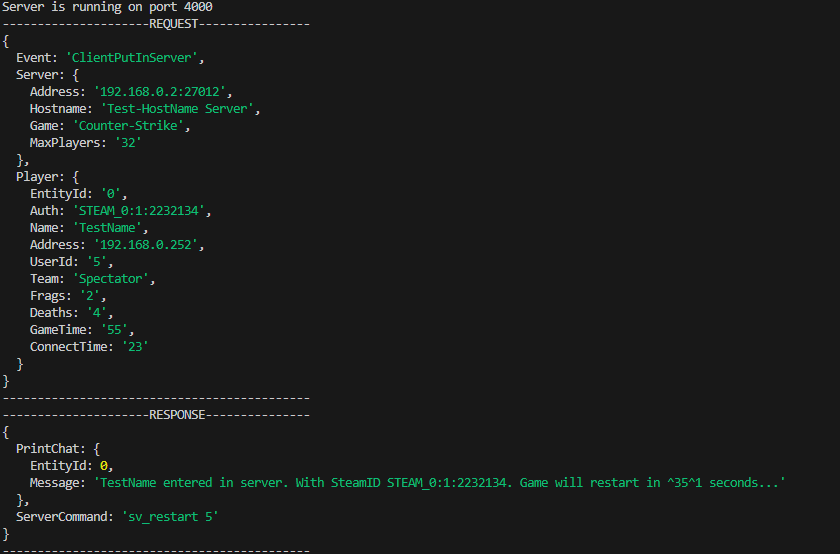 Server is running on port 4000
---------------------REQUEST----------------
{
  Event: 'ClientPutInServer',
  Server: {
    Address: '192.168.0.2:27012',
    Hostname: 'Test-HostName Server',
    Game: 'Counter-Strike',
    MaxPlayers: '32'
  },
  Player: {
    EntityId: '0',
    Auth: 'STEAM_0:1:2232134',
    Name: 'TestName',
    Address: '192.168.0.252',
    UserId: '5',
    Team: 'Spectator',
    Frags: '2',
    Deaths: '4',
    GameTime: '55',
    ConnectTime: '23'
  }
}
--------------------------------------------
---------------------RESPONSE---------------
{
  PrintChat: {
    EntityId: 0,
    Message: 'TestName entered in server. With SteamID STEAM_0:1:2232134. Game will restart in ^35^1 seconds...'
  },
  ServerCommand: 'sv_restart 5'
}
--------------------------------------------